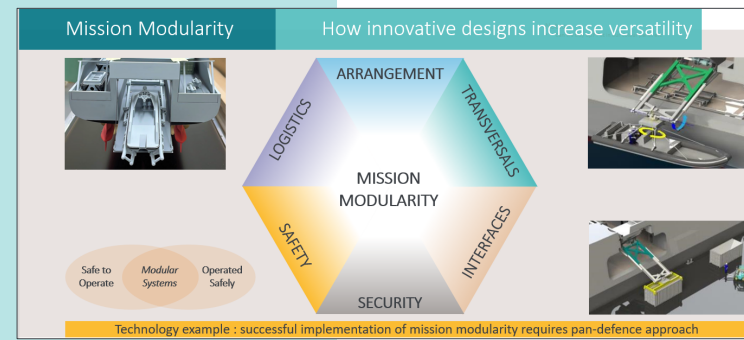 Mission Modularity
How innovative designs increase versatility
ARRANGEMENT
LOGISTICS
TRANSVERSALS
MISSION
MODULARITY
SAFETY
INTERFACES
SECURITY
Safe to
Operate
Modular
Systems
Operated
Safely
Technology example : successful implementation of mission modularity requires pan-defence approach